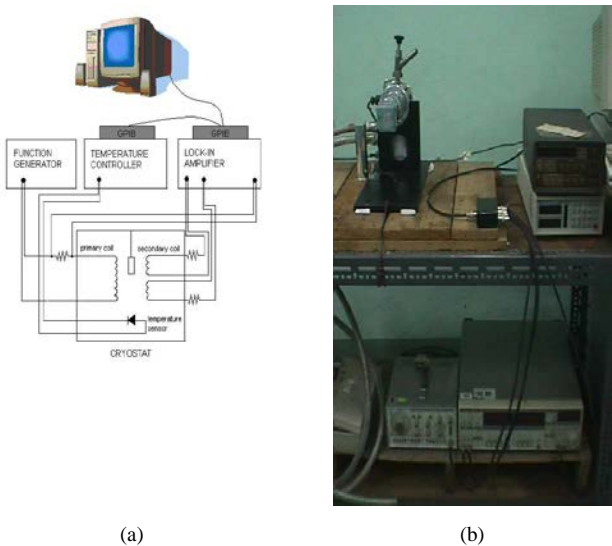 GPIB
GPIB
FUNCTION
GENERATOR
TEMPERATURE
CONTROLLER
LOCK-IN
AMPLIFIER
primary coil
secondary coil
temperature
sensor
CRYOSTAT
(a)
(b)